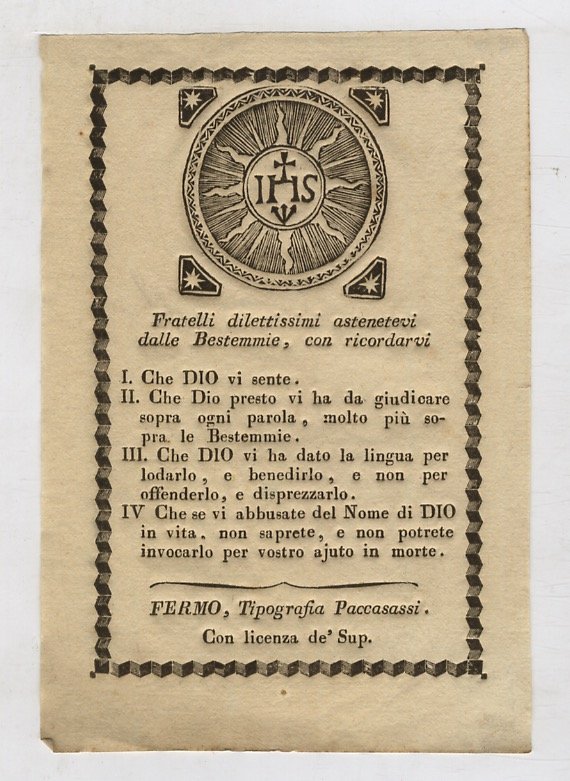 IHS
Fratelli dilettissimi astenetevi
dalle Bestemmie, con ricordarvi
I. Che DIO vi sente.
II. Che Dio presto vi ha da giudicare
sopra ogni parola, molto più so-
pra le Bestemmie.
III. Che DIO vi ha dato la lingua per
lodarlo, e benedirlo, e non per
offenderlo, e disprezzarlo.
IV Che se vi abbusate del Nome di DIO
in vita. non saprete, e non potrete
invocarlo per vostro ajuto in morte.
FERMO, Tipografia Paccasassi.
Con licenza de' Sup.